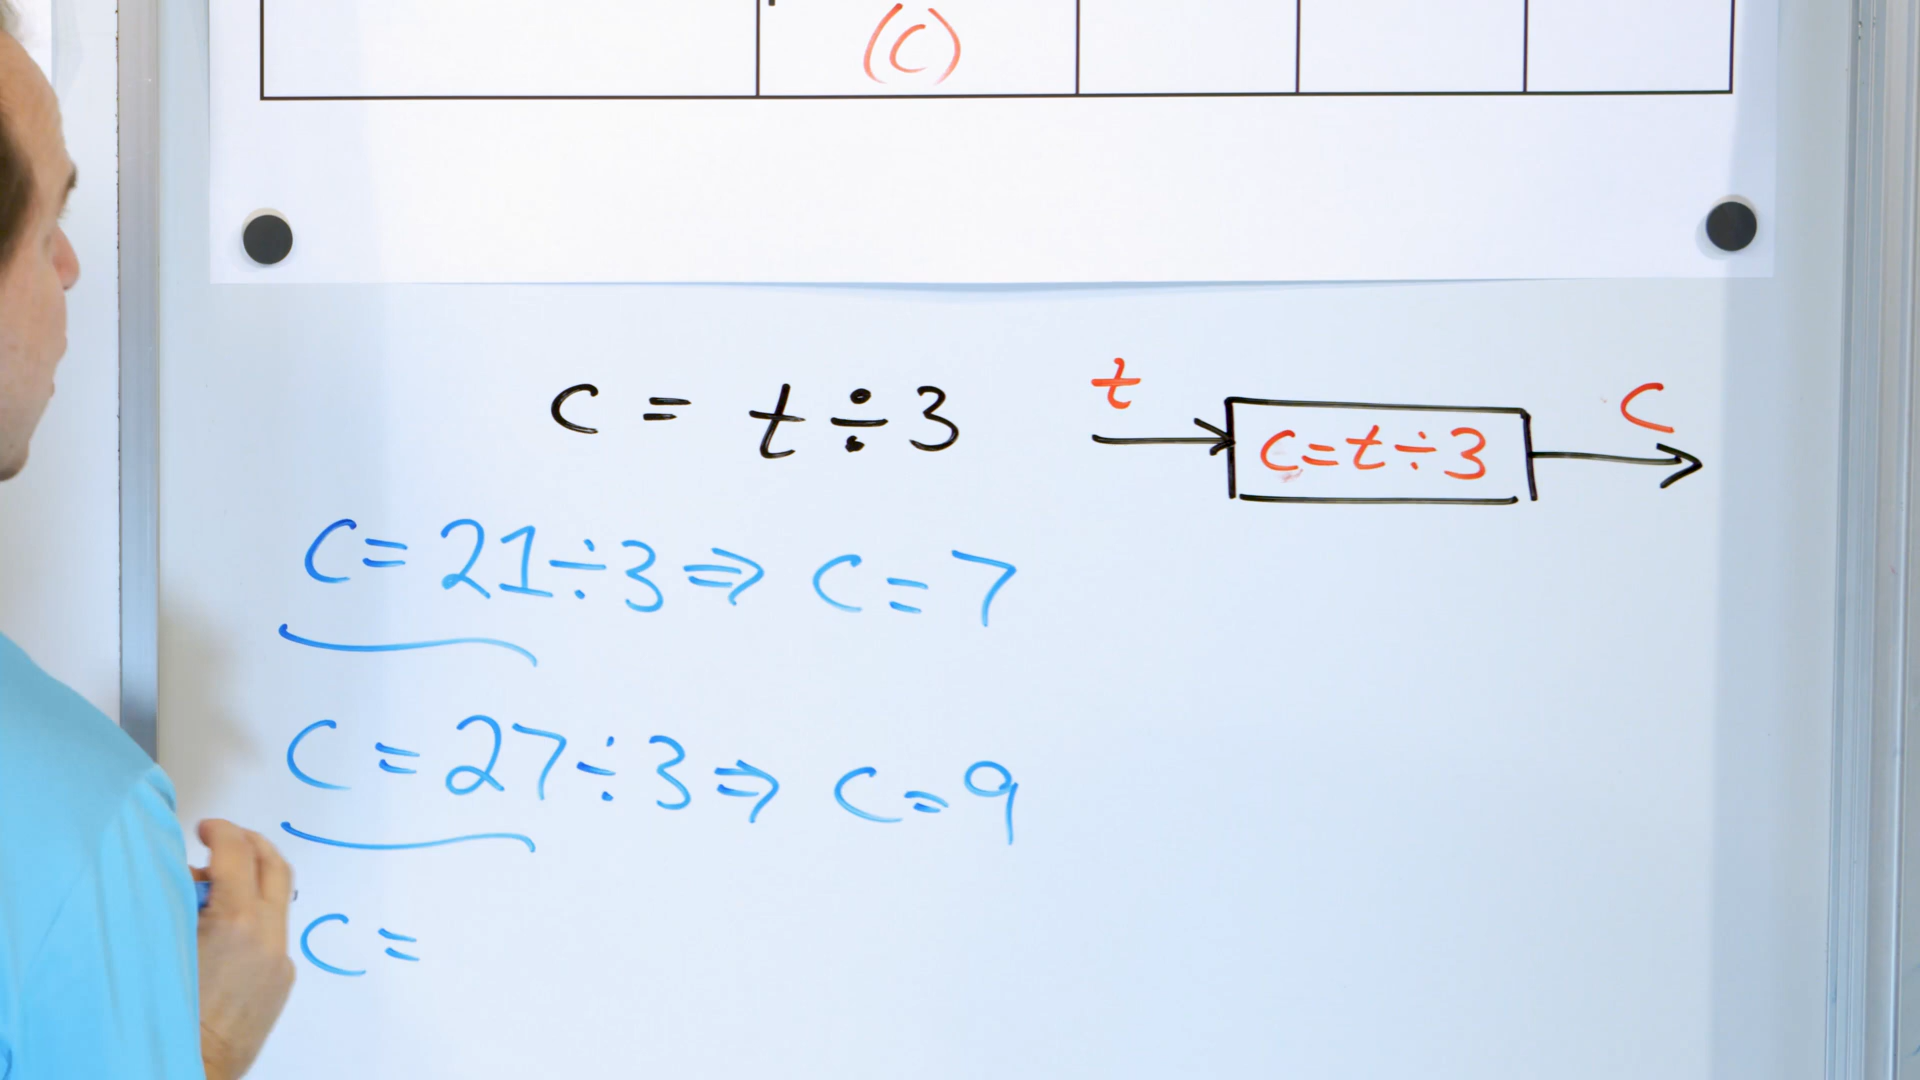 (c)
c = t ÷ 3
t
c = t ÷ 3
c
c = 21 ÷ 3 ⇒ c = 7
c = 27 ÷ 3 ⇒ c = 9
c =